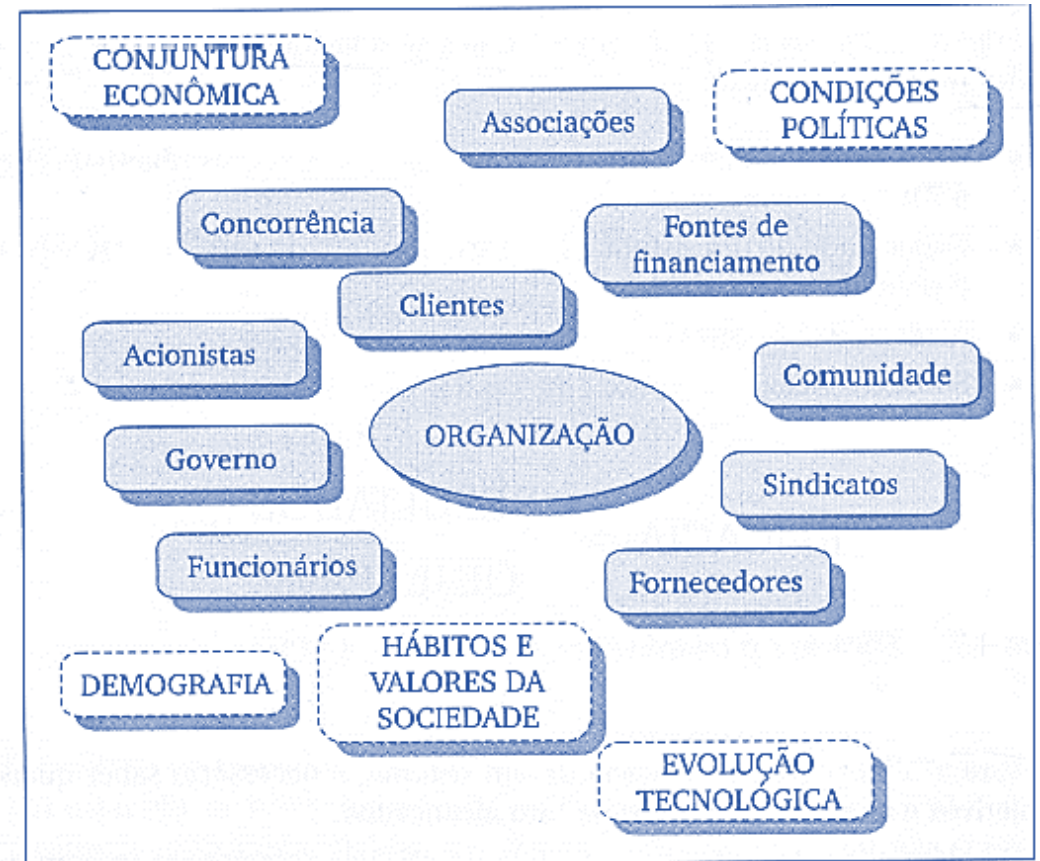 CONJUNTURA
ECONÔMICA
Associações
CONDIÇÕES
POLÍTICAS
Concorrência
Fontes de
financiamento
Clientes
Acionistas
Comunidade
ORGANIZAÇÃO
Governo
Sindicatos
Funcionários
Fornecedores
HÁBITOS E
VALORES DA
SOCIEDADE
DEMOGRAFIA
EVOLUÇÃO
TECNOLÓGICA